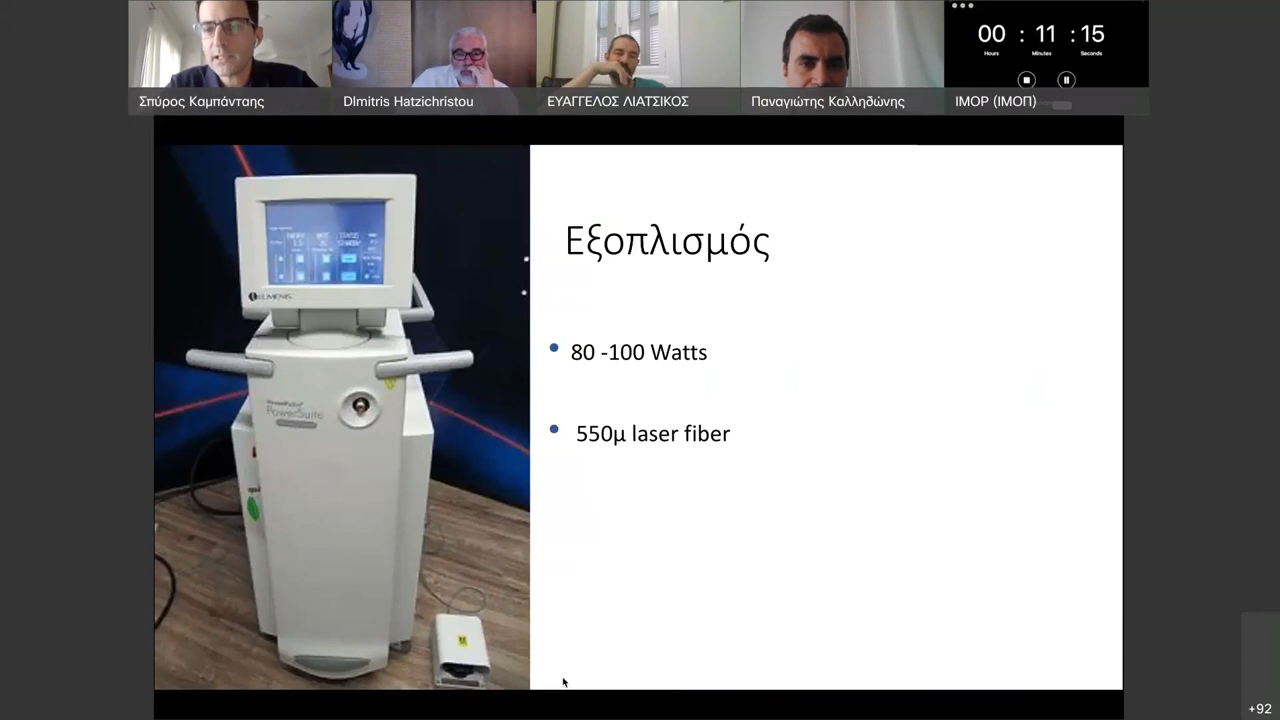 00 : 11 : 15
Hours Minutes Seconds
Σπύρος Καμπάνταης
DImitris Hatzichristou
ΕΥΑΓΓΕΛΟΣ ΛΙΑΤΣΙΚΟΣ
Παναγιώτης Καλληδώνης
IMOP (ΙΜΟΠ)
Εξοπλισμός
80 -100 Watts
550μ laser fiber
LUMENIS
PowerSuite
+92